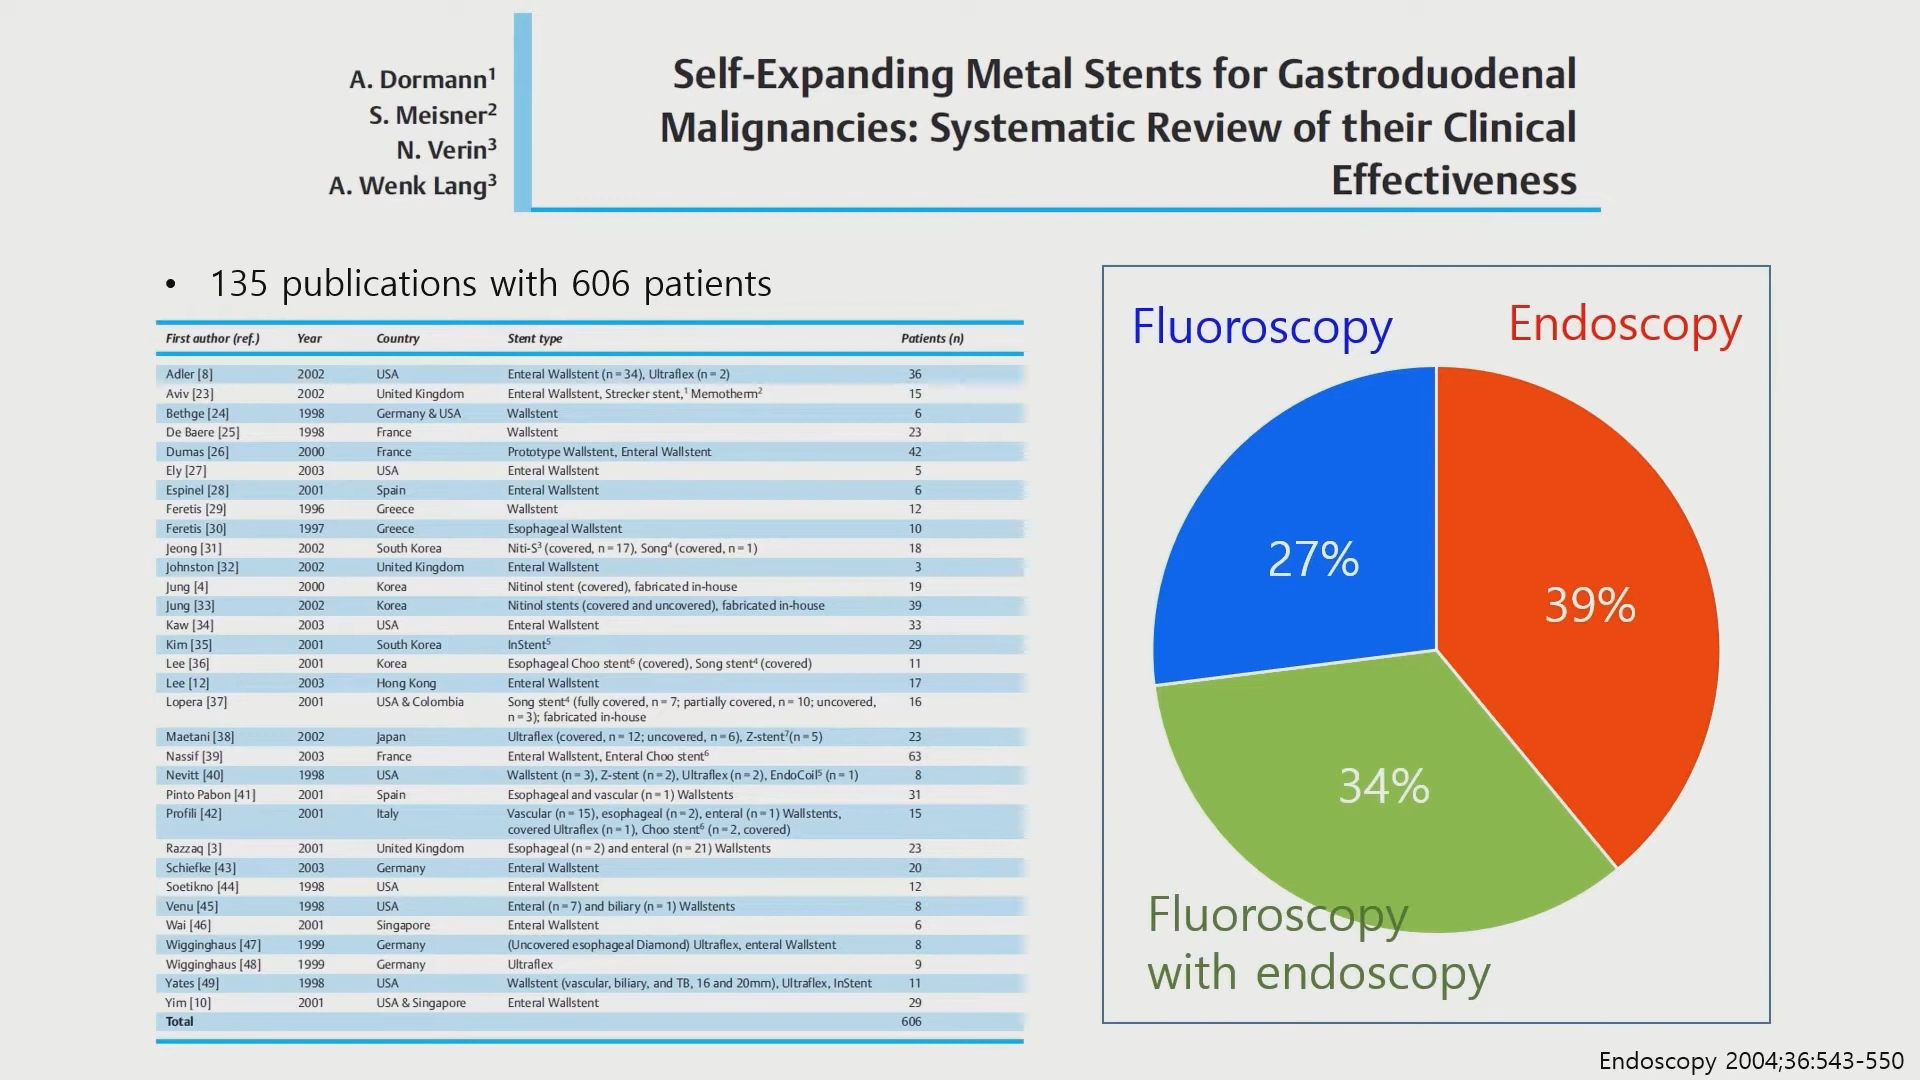 A. Dormann1
S. Meisner2
N. Verin3
A. Wenk Lang3
Self-Expanding Metal Stents for Gastroduodenal
Malignancies: Systematic Review of their Clinical
Effectiveness
• 135 publications with 606 patients
First author (ref.) Year Country Stent type Patients (n)
Adler [8] 2002 USA Enteral Wallstent (n = 34), Ultraflex (n = 2) 36
Aviv [23] 2002 United Kingdom Enteral Wallstent, Strecker stent,1 Memotherm2 15
Bethge [24] 1998 Germany & USA Wallstent 6
De Baere [25] 1998 France Wallstent 23
Dumas [26] 2000 France Prototype Wallstent, Enteral Wallstent 42
Ely [27] 2003 USA Enteral Wallstent 5
Espinel [28] 2001 Spain Enteral Wallstent 6
Feretis [29] 1996 Greece Wallstent 12
Feretis [30] 1997 Greece Esophageal Wallstent 10
Jeong [31] 2002 South Korea Niti-S3 (covered, n = 17), Song4 (covered, n = 1) 18
Johnston [32] 2002 United Kingdom Enteral Wallstent 3
Jung [4] 2000 Korea Nitinol stent (covered), fabricated in-house 19
Jung [33] 2002 Korea Nitinol stents (covered and uncovered), fabricated in-house 39
Kaw [34] 2003 USA Enteral Wallstent 33
Kim [35] 2001 South Korea InStent5 29
Lee [36] 2001 Korea Esophageal Choo stent6 (covered), Song stent4 (covered) 11
Lee [12] 2003 Hong Kong Enteral Wallstent 17
Lopera [37] 2001 USA & Colombia Song stent4 (fully covered, n = 7; partially covered, n = 10; uncovered, 16
n = 3); fabricated in-house
Maetani [38] 2002 Japan Ultraflex (covered, n = 12; uncovered, n = 6), Z-stent7(n = 5) 23
Nassif [39] 2003 France Enteral Wallstent, Enteral Choo stent6 63
Nevitt [40] 1998 USA Wallstent (n = 3), Z-stent (n = 2), Ultraflex (n = 2), EndoCoil5 (n = 1) 8
Pinto Pabon [41] 2001 Spain Esophageal and vascular (n = 1) Wallstents 31
Profili [42] 2001 Italy Vascular (n = 15), esophageal (n = 2), enteral (n = 1) Wallstents, 15
covered Ultraflex (n = 1), Choo stent6 (n = 2, covered)
Razzaq [3] 2001 United Kingdom Esophageal (n = 2) and enteral (n = 21) Wallstents 23
Schiefke [43] 2003 Germany Enteral Wallstent 20
Soetikno [44] 1998 USA Enteral Wallstent 12
Venu [45] 1998 USA Enteral (n = 7) and biliary (n = 1) Wallstents 8
Wai [46] 2001 Singapore Enteral Wallstent 6
Wigginghaus [47] 1999 Germany (Uncovered esophageal Diamond) Ultraflex, enteral Wallstent 8
Wigginghaus [48] 1999 Germany Ultraflex 9
Yates [49] 1998 USA Wallstent (vascular, biliary, and TB, 16 and 20mm), Ultraflex, InStent 11
Yim [10] 2001 USA & Singapore Enteral Wallstent 29
Total 606
Fluoroscopy
Endoscopy
27%
39%
34%
Fluoroscopy
with endoscopy
Endoscopy 2004;36:543-550